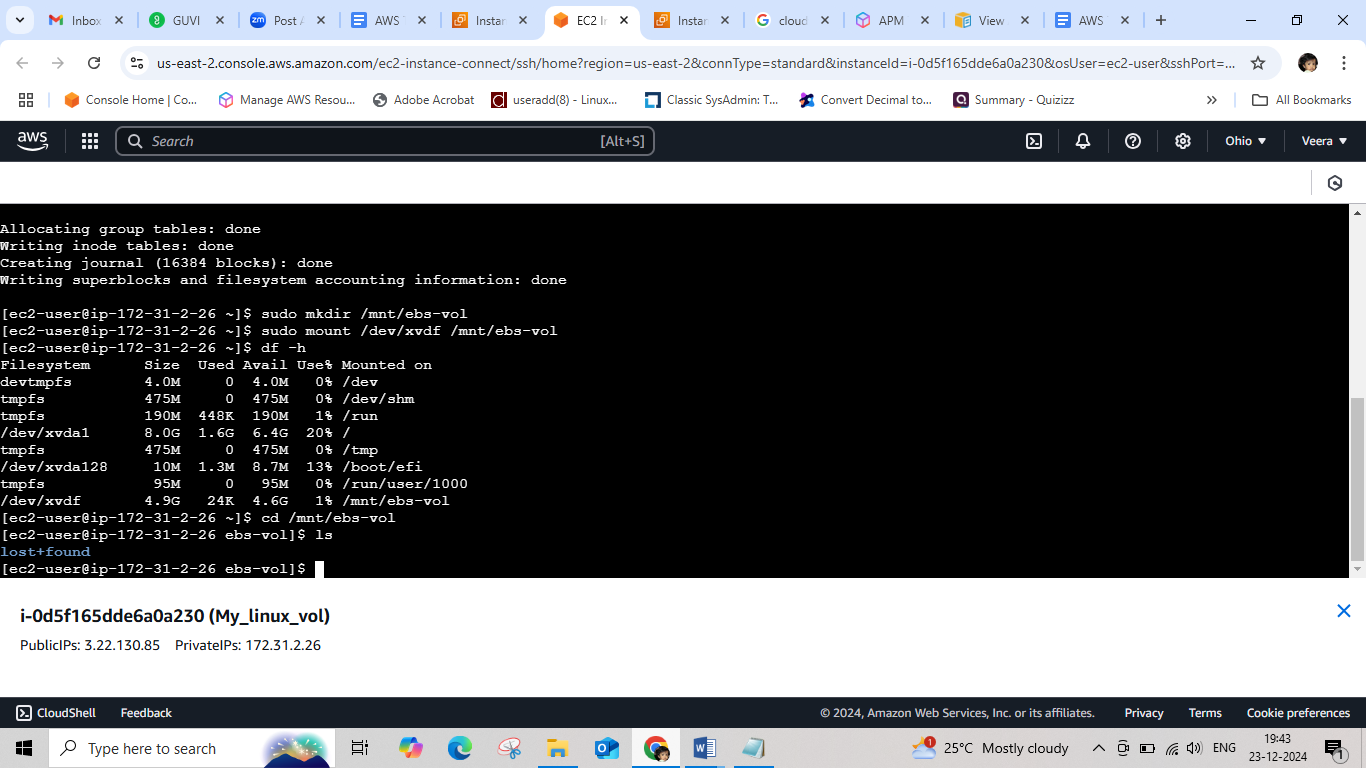 Inbox
GUVI
zm
Post A
AWS
Instan
EC2 In
Instan
cloud
APM
View
AWS
us-east-2.console.aws.amazon.com/ec2-instance-connect/ssh/home?region=us-east-2&connType=standard&instanceId=i-0d5f165dde6a0a230&osUser=ec2-user&sshPort=...
Console Home | Co...
Manage AWS Resou...
Adobe Acrobat
useradd(8) - Linux...
Classic SysAdmin: T...
Convert Decimal to...
Summary - Quizizz
All Bookmarks
aws
Search
[Alt+S]
Ohio
Veera
Allocating group tables: done
Writing inode tables: done
Creating journal (16384 blocks): done
Writing superblocks and filesystem accounting information: done
[ec2-user@ip-172-31-2-26 ~]$ sudo mkdir /mnt/ebs-vol
[ec2-user@ip-172-31-2-26 ~]$ sudo mount /dev/xvdf /mnt/ebs-vol
[ec2-user@ip-172-31-2-26 ~]$ df -h
Filesystem      Size  Used Avail Use% Mounted on
devtmpfs        4.0M     0  4.0M   0% /dev
tmpfs           475M     0  475M   0% /dev/shm
tmpfs           190M  448K  190M   1% /run
/dev/xvda1      8.0G  1.6G  6.4G  20% /
tmpfs           475M     0  475M   0% /tmp
/dev/xvda128     10M  1.3M  8.7M  13% /boot/efi
tmpfs            95M     0   95M   0% /run/user/1000
/dev/xvdf       4.9G   24K  4.6G   1% /mnt/ebs-vol
[ec2-user@ip-172-31-2-26 ~]$ cd /mnt/ebs-vol
[ec2-user@ip-172-31-2-26 ebs-vol]$ ls
lost+found
[ec2-user@ip-172-31-2-26 ebs-vol]$
i-0d5f165dde6a0a230 (My_linux_vol)
PublicIPs: 3.22.130.85    PrivateIPs: 172.31.2.26
CloudShell
Feedback
© 2024, Amazon Web Services, Inc. or its affiliates.
Privacy
Terms
Cookie preferences
Type here to search
1
25°C Mostly cloudy
ENG
19:43
23-12-2024
1